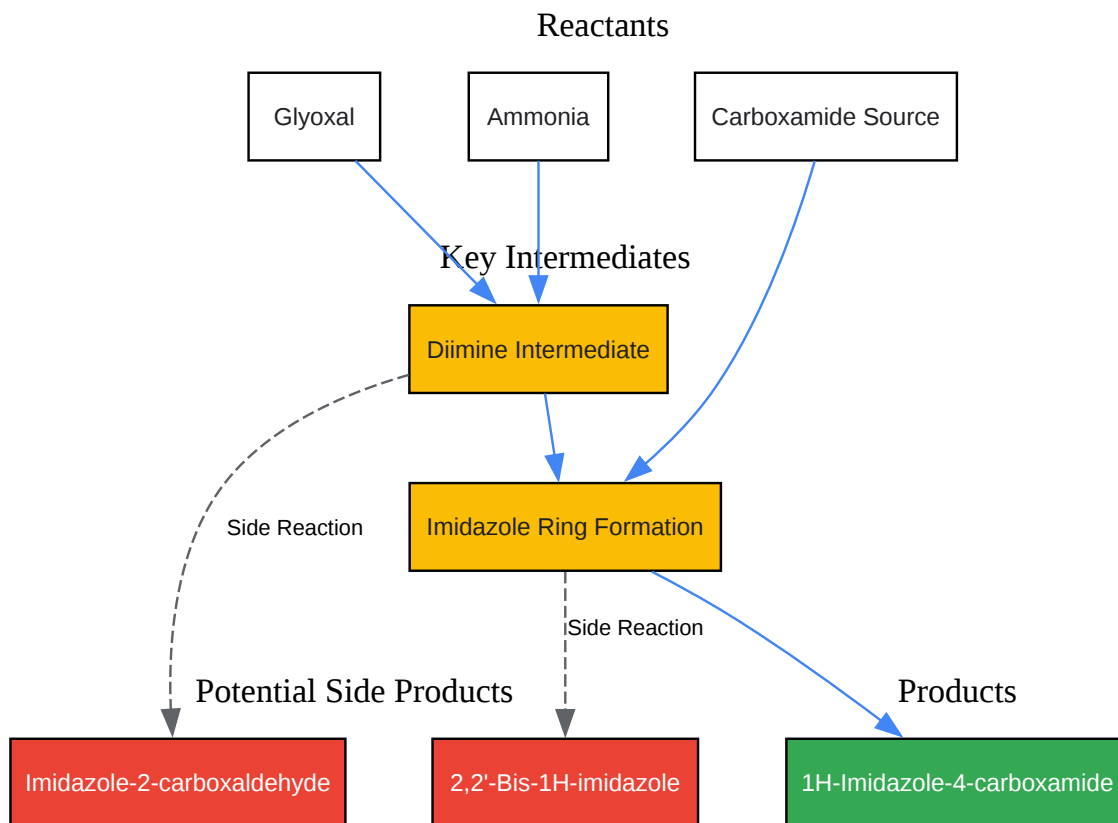 Reactants
Glyoxal
Ammonia
Carboxamide Source
Key Intermediates
Diimine Intermediate
Imidazole Ring Formation
Side Reaction
Side Reaction
Potential Side Products
Products
Imidazole-2-carboxaldehyde
2,2'-Bis-1H-imidazole
1H-Imidazole-4-carboxamide